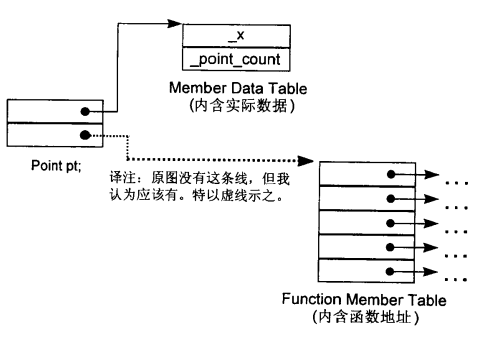 _x
_point_count
Member Data Table
(内含实际数据)
Point pt;
译注：原图没有这条线，但我
认为应该有。特以虚线示之。
...
...
...
...
...
Function Member Table
(内含函数地址)